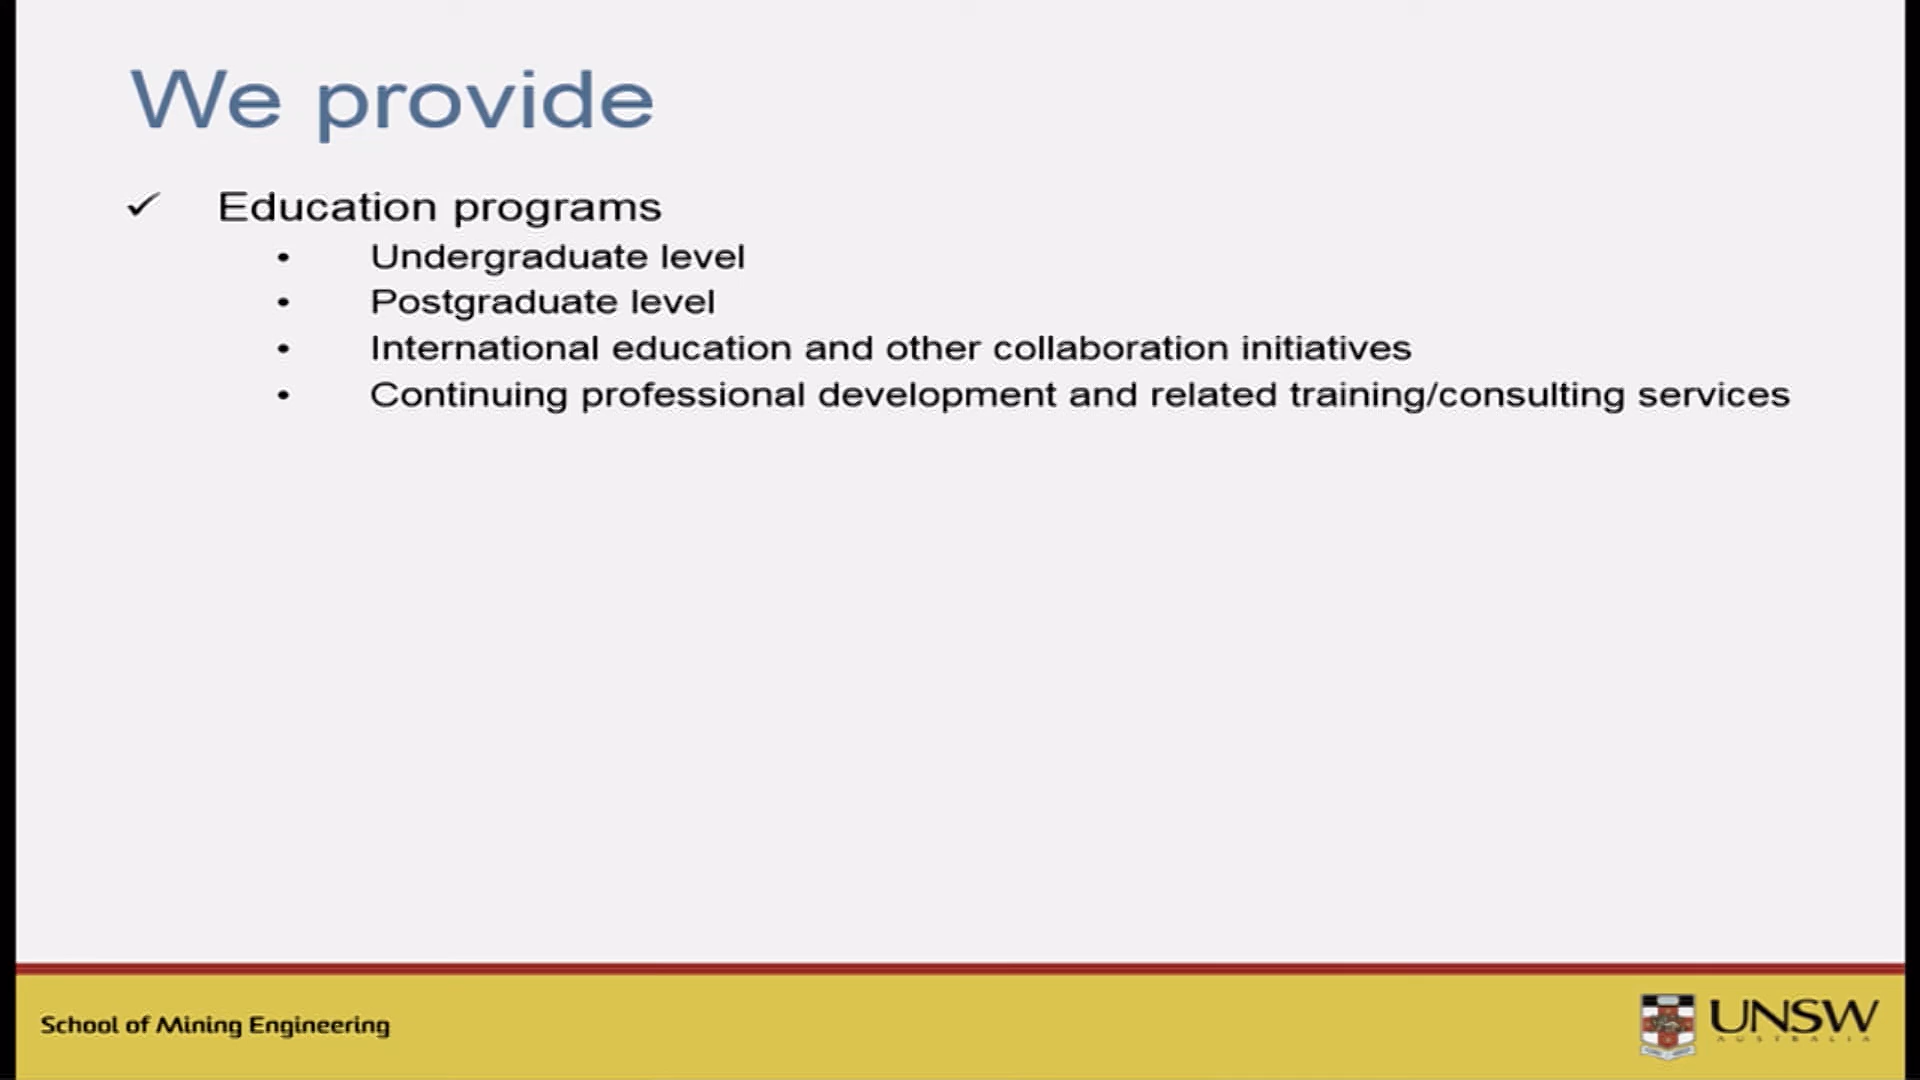 We provide
✓ Education programs
• Undergraduate level
• Postgraduate level
• International education and other collaboration initiatives
• Continuing professional development and related training/consulting services
School of Mining Engineering
UNSW
AUSTRALIA